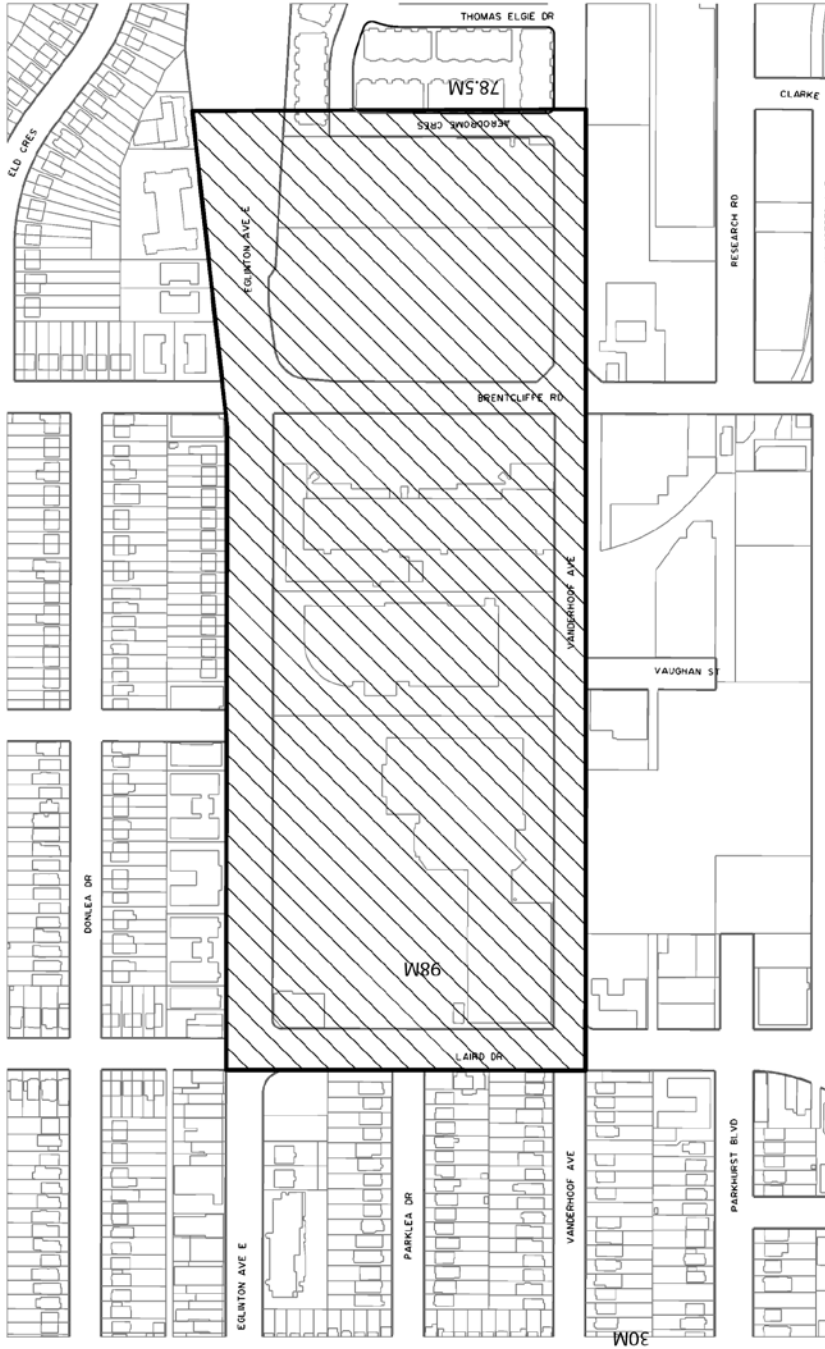 THOMAS ELGIE DR
78.5M
CLARKE
AERODROME CRES
ELD CRES
EGLINTON AVE E
RESEARCH RD
BRENTCLIFFE RD
VANDERHOOF AVE
VAUGHAN ST
DONLEA DR
98M
LAIRD DR
EGLINTON AVE E
PARKLEA DR
VANDERHOOF AVE
PARKHURST BLVD
30M